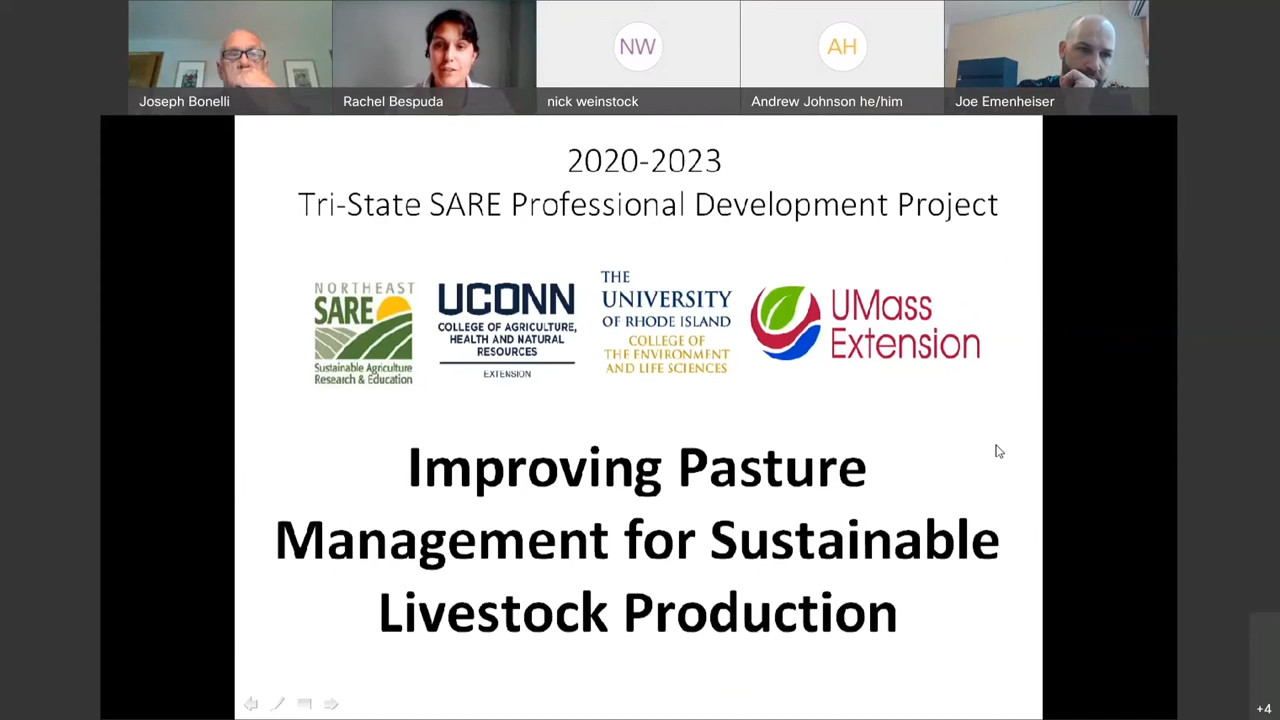 NW
AH
Joseph Bonelli
Rachel Bespuda
nick weinstock
Andrew Johnson he/him
Joe Emenheiser
2020-2023
Tri-State SARE Professional Development Project
NORTHEAST
SARE
Sustainable Agriculture
Research & Education
UCONN
COLLEGE OF AGRICULTURE,
HEALTH AND NATURAL
RESOURCES
EXTENSION
THE
UNIVERSITY
OF RHODE ISLAND
COLLEGE OF
THE ENVIRONMENT
AND LIFE SCIENCES
UMass
Extension
Improving Pasture
Management for Sustainable
Livestock Production
+4